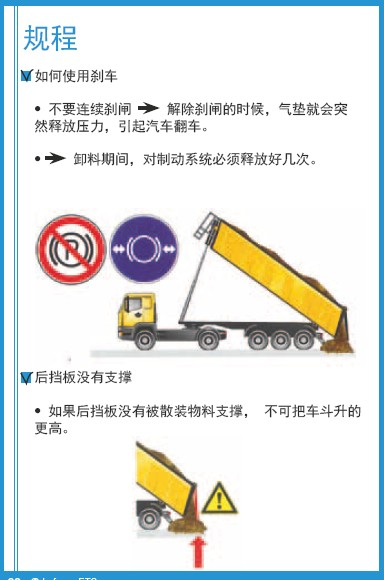 规程
如何使用刹车
• 不要连续刹闸 ➔ 解除刹闸的时候，气垫就会突
然释放压力，引起汽车翻车。
• ➔ 卸料期间，对制动系统必须释放好几次。
P
后挡板没有支撑
• 如果后挡板没有被散装物料支撑， 不可把车斗升的
更高。